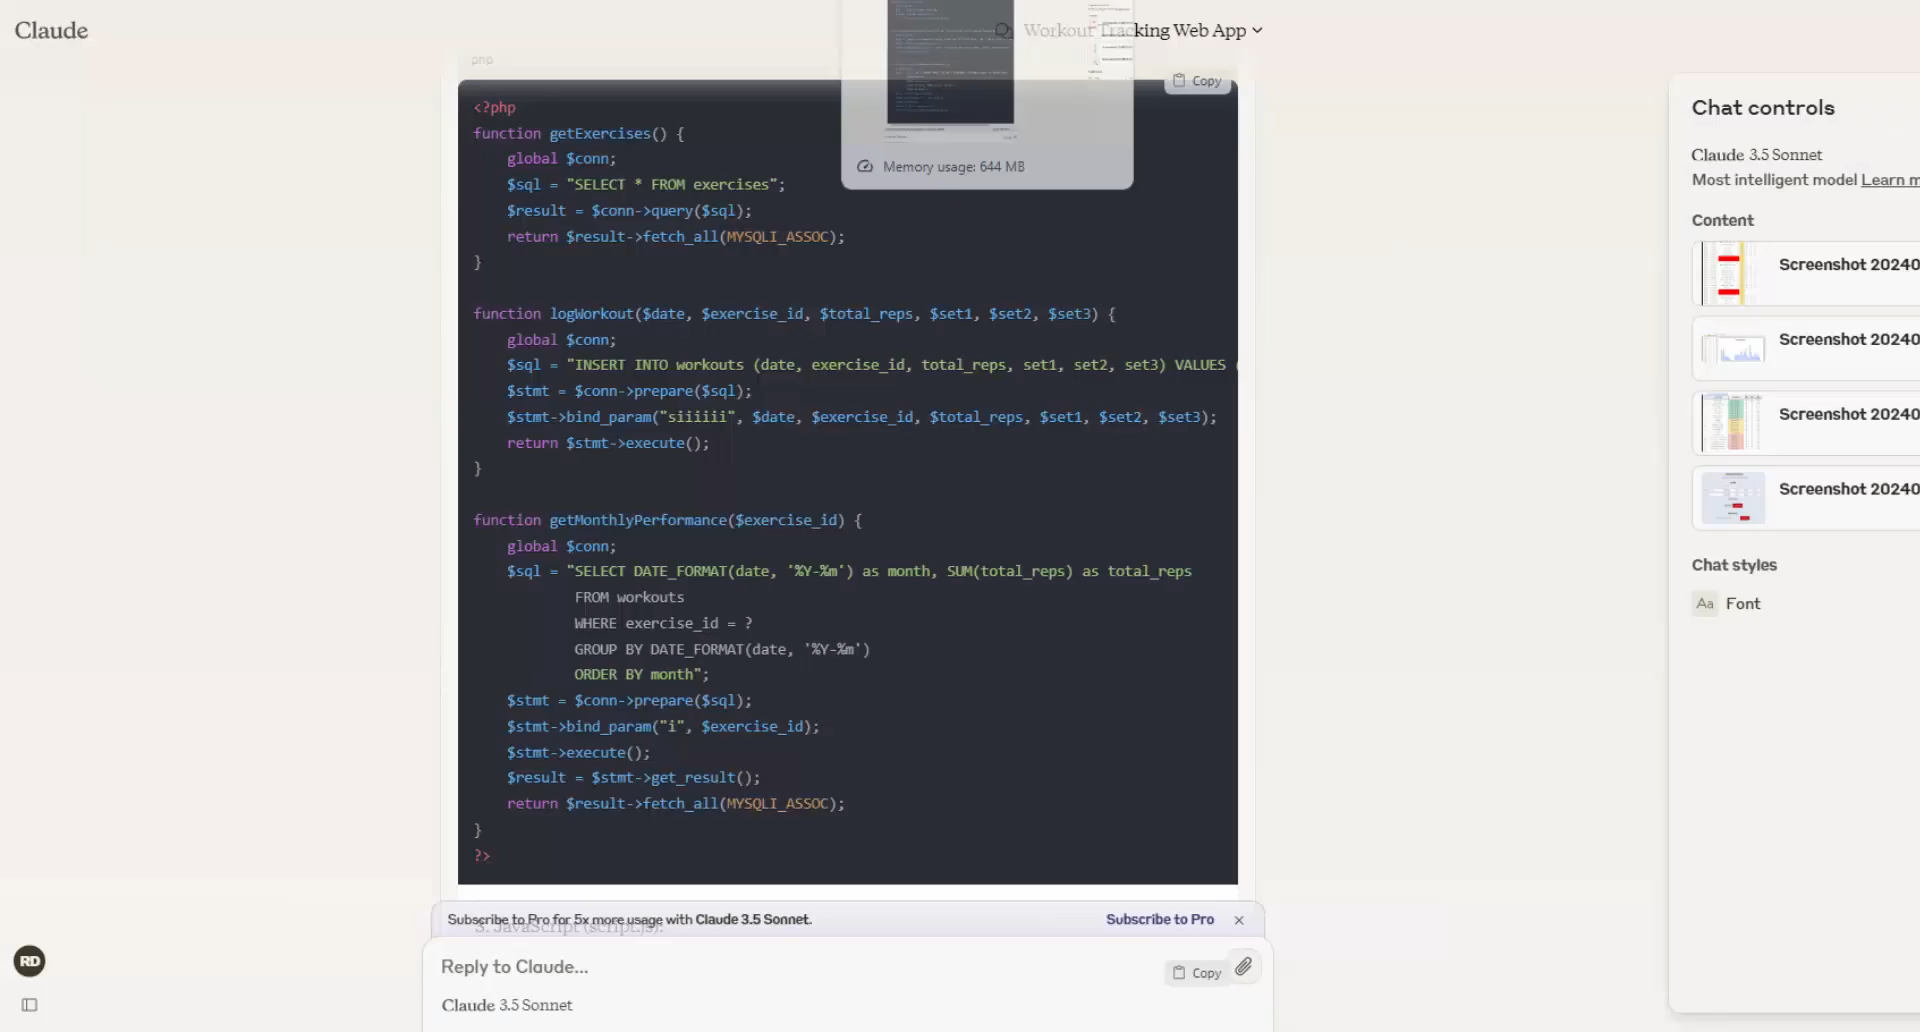 Claude
Workout Tracking Web App
php
Copy
Memory usage: 644 MB
<?php
function getExercises() {
    global $conn;
    $sql = "SELECT * FROM exercises";
    $result = $conn->query($sql);
    return $result->fetch_all(MYSQLI_ASSOC);
}
function logWorkout($date, $exercise_id, $total_reps, $set1, $set2, $set3) {
    global $conn;
    $sql = "INSERT INTO workouts (date, exercise_id, total_reps, set1, set2, set3) VALUES (
    $stmt = $conn->prepare($sql);
    $stmt->bind_param("siiiiii", $date, $exercise_id, $total_reps, $set1, $set2, $set3);
    return $stmt->execute();
}
function getMonthlyPerformance($exercise_id) {
    global $conn;
    $sql = "SELECT DATE_FORMAT(date, '%Y-%m') as month, SUM(total_reps) as total_reps
            FROM workouts
            WHERE exercise_id = ?
            GROUP BY DATE_FORMAT(date, '%Y-%m')
            ORDER BY month";
    $stmt = $conn->prepare($sql);
    $stmt->bind_param("i", $exercise_id);
    $stmt->execute();
    $result = $stmt->get_result();
    return $result->fetch_all(MYSQLI_ASSOC);
}
?>
Subscribe to Pro for 5x more usage with Claude 3.5 Sonnet.
Subscribe to Pro
3. JavaScript (script.js):
Reply to Claude...
Copy
Claude 3.5 Sonnet
RD
Chat controls
Claude 3.5 Sonnet
Most intelligent model Learn m
Content
Screenshot 20240
Screenshot 20240
Screenshot 20240
Screenshot 20240
Chat styles
Aa Font